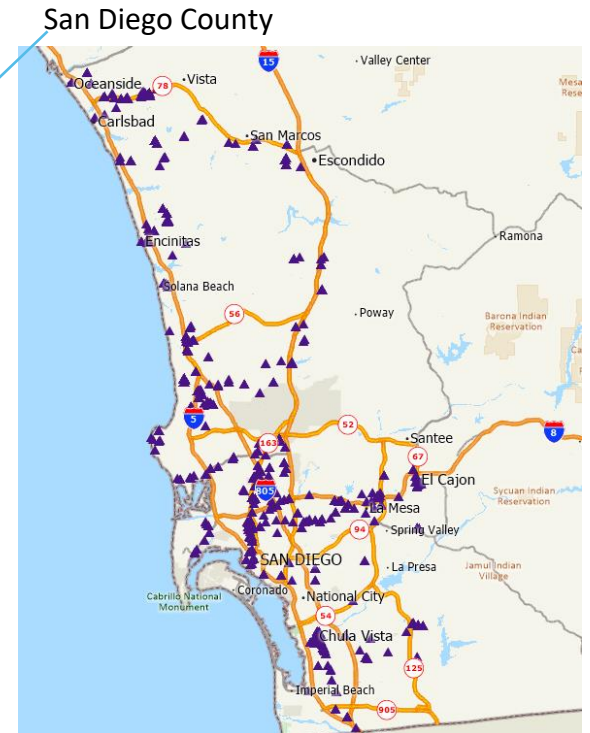 San Diego County
15
Valley Center
Mesa
Rese
Oceanside
78
Vista
Carlsbad
San Marcos
Escondido
Ramona
Encinitas
Solana Beach
56
Poway
Barona Indian
Reservation
Ca
5
52
8
163
Santee
67
El Cajon
805
Sycuan Indian
Reservation
La Mesa
94
Spring Valley
SAN DIEGO
La Presa
Jamul Indian
Village
Coronado
Cabrillo National
Monument
National City
54
Chula Vista
125
Imperial Beach
905